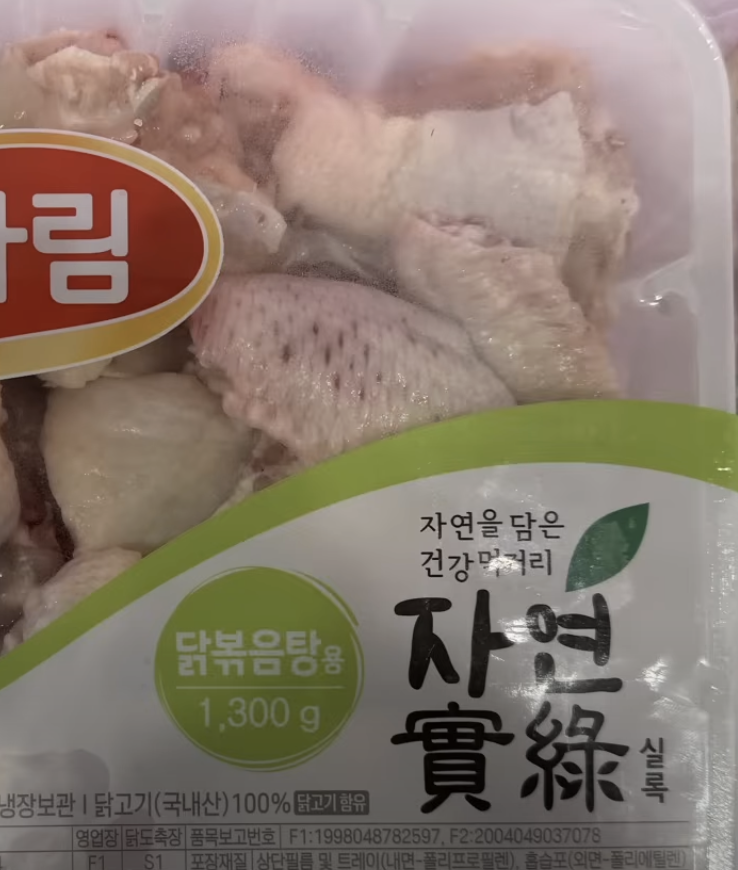 림
자연을 담은
건강 먹거리
자연
實綠
실록
닭볶음탕용
1,300 g
냉장보관 | 닭고기(국내산)100% 닭고기 함유
영업장 닭도축장 품목보고번호 F1:1998048782597, F2:2004049037078
F1 S1 포장재질 상단필름 및 트레이(내면-폴리프로필렌), 흡습포(외면-폴리에틸렌)